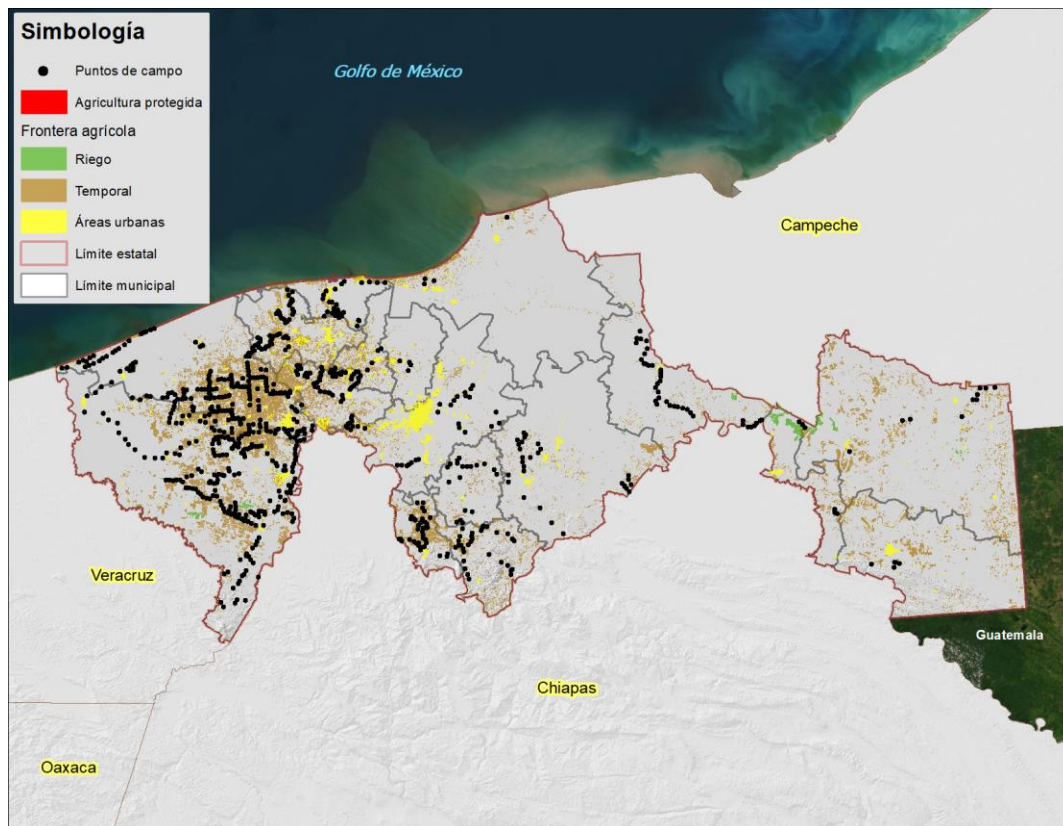 Simbología
Puntos de campo
Agricultura protegida
Frontera agrícola
Riego
Temporal
Áreas urbanas
Límite estatal
Límite municipal
Golfo de México
Campeche
Veracruz
Guatemala
Chiapas
Oaxaca